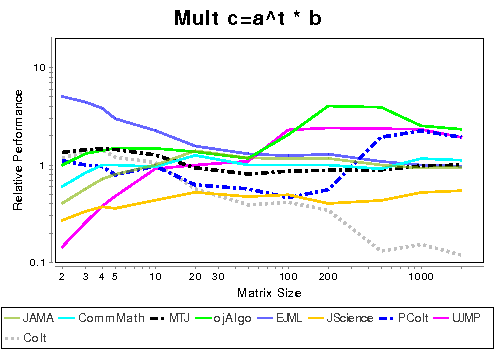 Mult c=a^t * b
10
1
0.1
Relative Performance
2 3 4 5 10 20 30 100 200 1000
Matrix Size
JAMA CommMath MTJ ojAlgo EJML JScience PColt UJMP
Colt